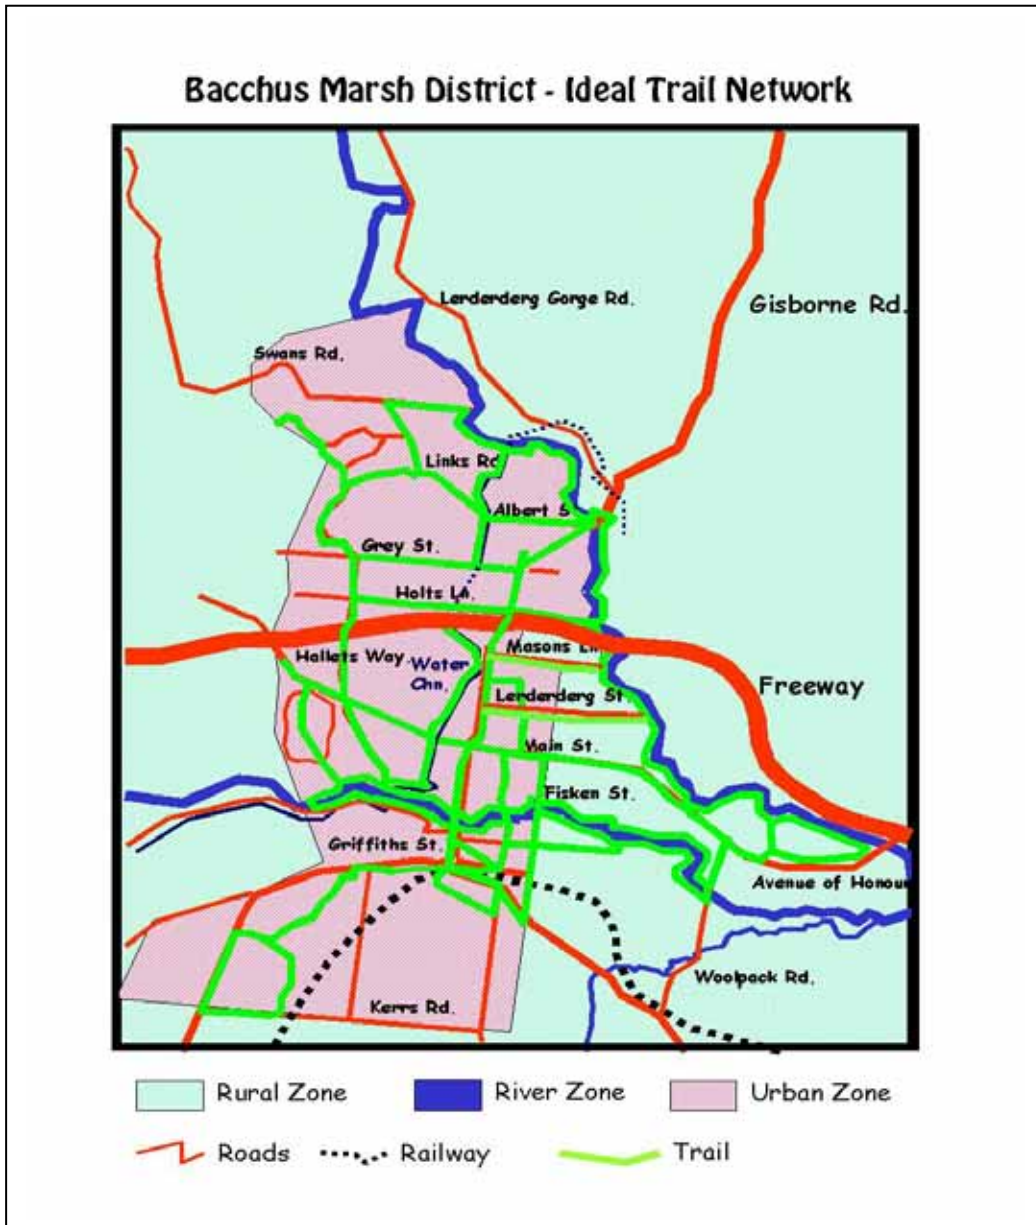 Bacchus Marsh District - Ideal Trail Network
Lerderderg Gorge Rd.
Gisborne Rd.
Swans Rd.
Links Rd
Albert S
Grey St.
Holts Ln.
Masons Ln.
Hallets Way.
Water
Chn.
Freeway
Lerderderg St
Main St.
Fisken St.
Griffiths St.
Avenue of Honour
Woolpack Rd.
Kerrs Rd.
Rural Zone
River Zone
Urban Zone
Roads
Railway
Trail